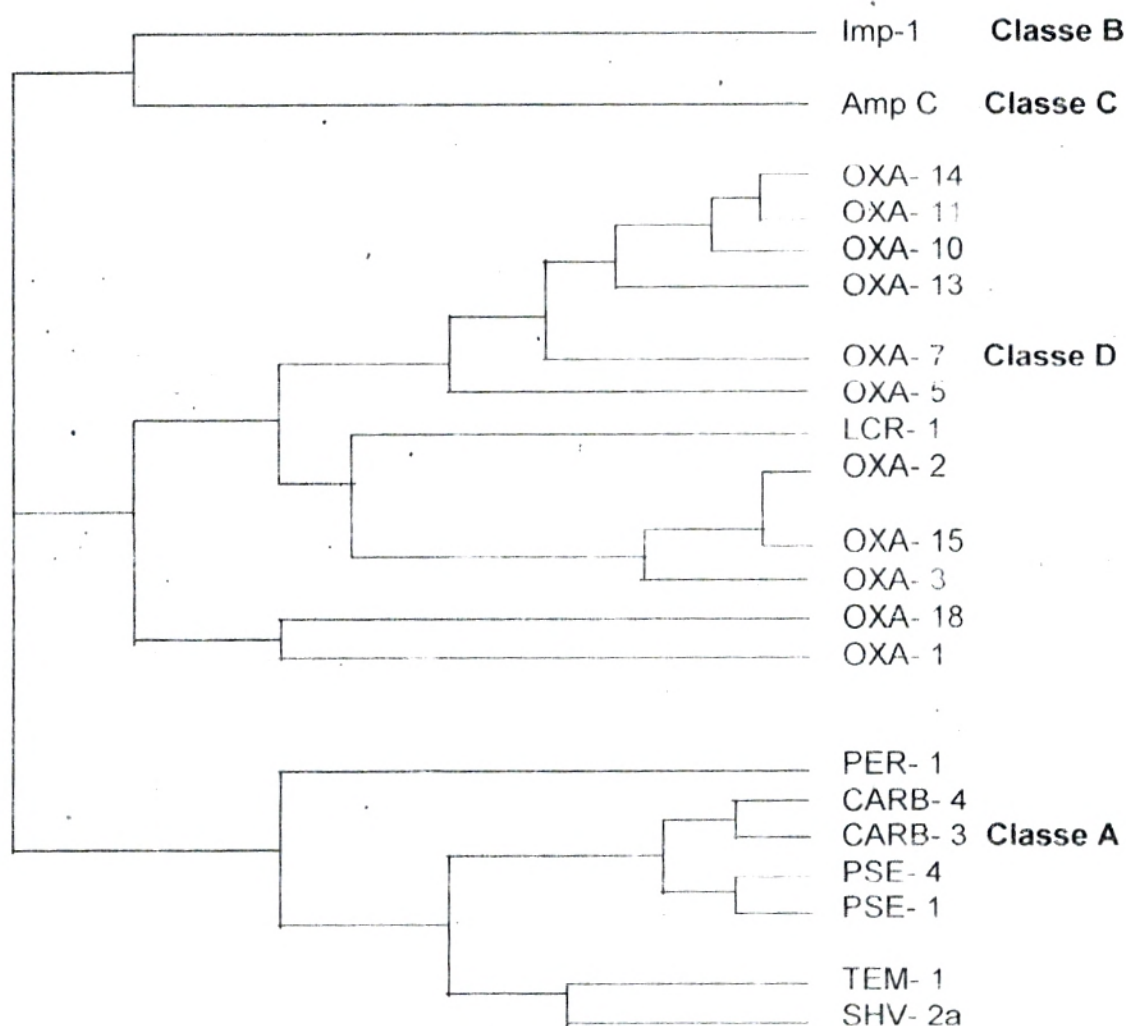 Imp-1 Classe B
Amp C Classe C
OXA- 14
OXA- 11
OXA- 10
OXA- 13
OXA- 7 Classe D
OXA- 5
LCR- 1
OXA- 2
OXA- 15
OXA- 3
OXA- 18
OXA- 1
PER- 1
CARB- 4
CARB- 3 Classe A
PSE- 4
PSE- 1
TEM- 1
SHV- 2a